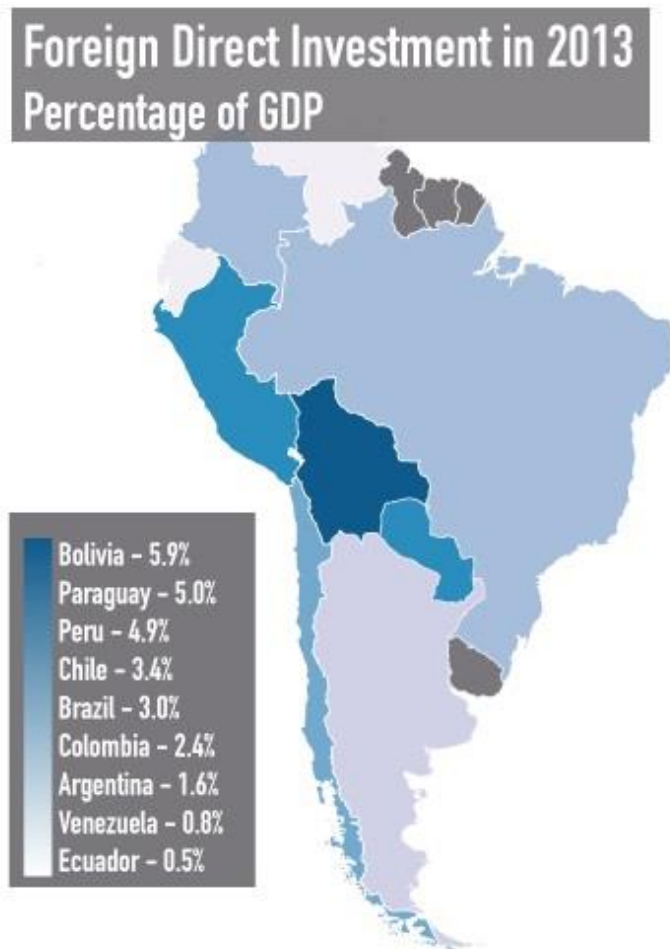 Foreign Direct Investment in 2013
Percentage of GDP
Bolivia – 5.9%
Paraguay – 5.0%
Peru – 4.9%
Chile – 3.4%
Brazil – 3.0%
Colombia – 2.4%
Argentina – 1.6%
Venezuela – 0.8%
Ecuador – 0.5%